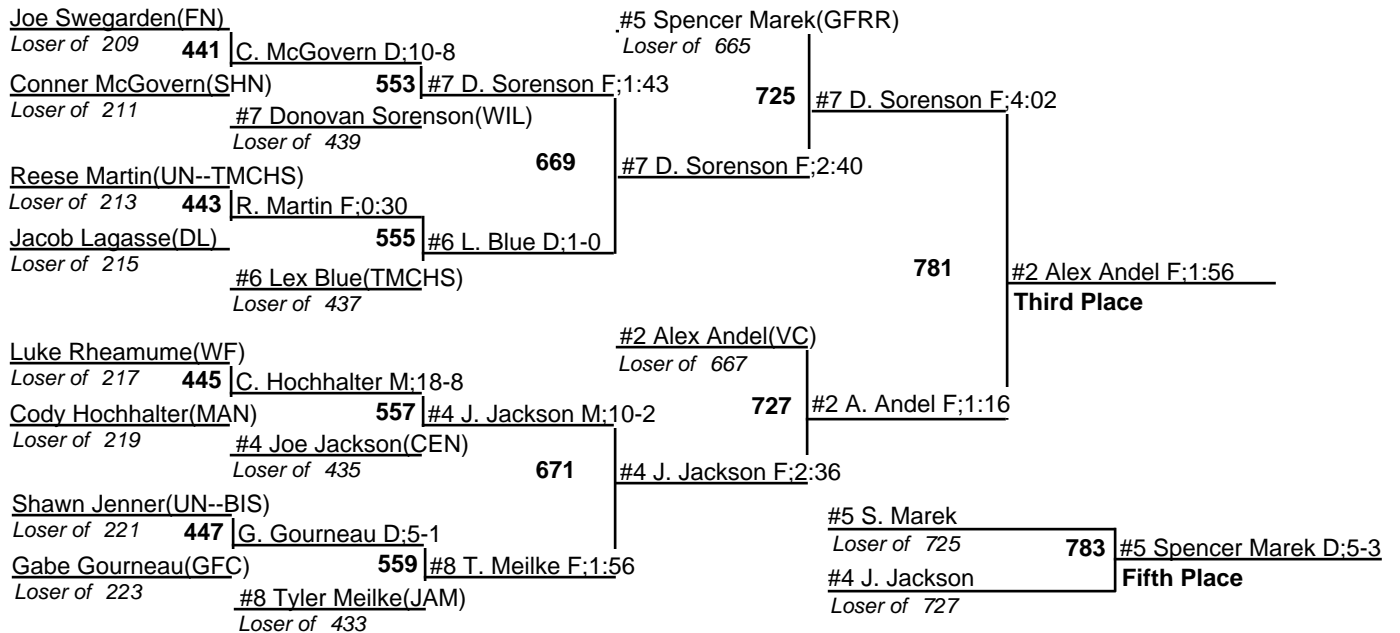 Joe Swegarden(FN)
Loser of 209
441
C. McGovern D;10-8
Conner McGovern(SHN)
Loser of 211
553
#7 D. Sorenson F;1:43
#7 Donovan Sorenson(WIL)
Loser of 439
669
#7 D. Sorenson F;2:40
Reese Martin(UN--TMCHS)
Loser of 213
443
R. Martin F;0:30
Jacob Lagasse(DL)
Loser of 215
555
#6 L. Blue D;1-0
#6 Lex Blue(TMCHS)
Loser of 437
#5 Spencer Marek(GFRR)
Loser of 665
725
#7 D. Sorenson F;4:02
781
#2 Alex Andel F;1:56
Third Place
Luke Rheamume(WF)
Loser of 217
445
C. Hochhalter M;18-8
Cody Hochhalter(MAN)
Loser of 219
557
#4 J. Jackson M;10-2
#4 Joe Jackson(CEN)
Loser of 435
671
#4 J. Jackson F;2:36
Shawn Jenner(UN--BIS)
Loser of 221
447
G. Gourneau D;5-1
Gabe Gourneau(GFC)
Loser of 223
559
#8 T. Meilke F;1:56
#8 Tyler Meilke(JAM)
Loser of 433
#2 Alex Andel(VC)
Loser of 667
727
#2 A. Andel F;1:16
#5 S. Marek
Loser of 725
783
#5 Spencer Marek D;5-3
Fifth Place
#4 J. Jackson
Loser of 727